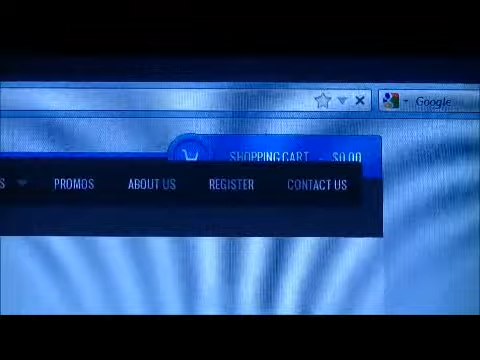 Google
SHOPPING CART - $0.00
S PROMOS ABOUT US REGISTER CONTACT US